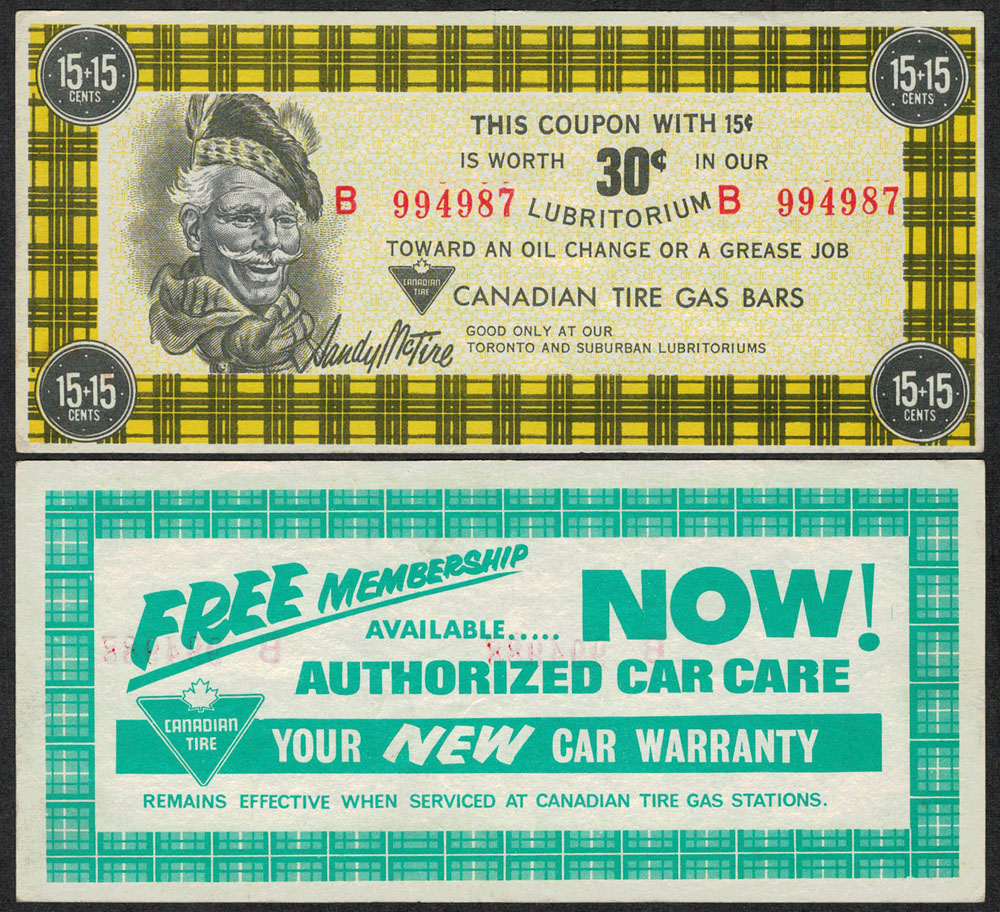 15+15 CENTS
15+15 CENTS
THIS COUPON WITH 15¢
IS WORTH 30¢ IN OUR
B 994987 LUBRITORIUM B 994987
TOWARD AN OIL CHANGE OR A GREASE JOB
CANADIAN TIRE
CANADIAN TIRE GAS BARS
Sandy McTire
GOOD ONLY AT OUR
TORONTO AND SUBURBAN LUBRITORIUMS
15+15 CENTS
15+15 CENTS
FREE MEMBERSHIP
AVAILABLE..... NOW!
AUTHORIZED CAR CARE
CANADIAN TIRE
YOUR NEW CAR WARRANTY
REMAINS EFFECTIVE WHEN SERVICED AT CANADIAN TIRE GAS STATIONS.